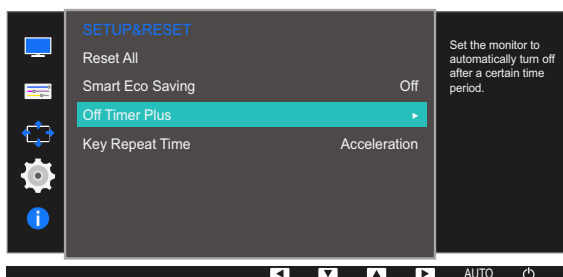 SETUP&RESET
Reset All
Smart Eco Saving Off
Off Timer Plus
Key Repeat Time Acceleration
Set the monitor to
automatically turn off
after a certain time
period.
AUTO